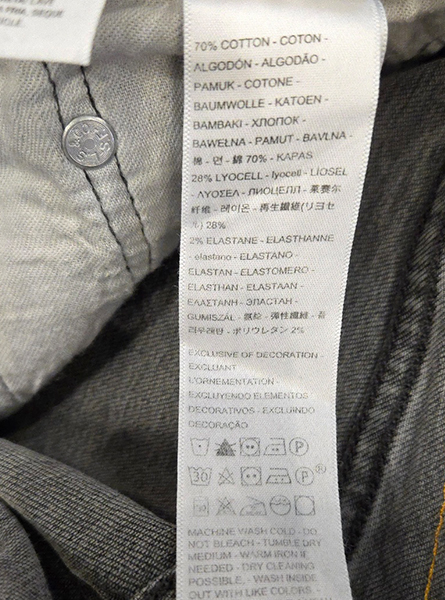 PRIMA, SEQUE
70% COTTON - COTON -
ALGODÓN - ALGODÃO -
PAMUK - COTONE -
BAUMWOLLE - KATOEN -
BAMBAKI - ХЛОПОК -
BAWEŁNA - PAMUT - BAVLNA -
棉 - 면 - 綿 70% - KAPAS
28% LYOCELL - lyocell - LİOSEL
- ΛΥΟΣΕΛ - ЛИОЦЕЛЛ - 莱赛尔
纤维 - 레이온 - 再生繊維(リヨセ
) 28%
2% ELASTANE - ELASTHANNE
- elastano - ELASTANO -
ELASTAN - ELASTOMERO -
ELASTHAN - ELASTAAN -
ΕΛΑΣΤΑΝΗ - ЭЛАСТАН -
GUMISZÁL - 氨纶 - 彈性纖維 -
리우레탄 - ポリウレタン 2%
EXCLUSIVE OF DECORATION -
EXCLUANT
L'ORNEMENTATION -
EXCLUYENDO ELEMENTOS
DECORATIVOS - EXCLUINDO
DECORAÇÃO
P
30 P
MACHINE WASH COLD - DO
NOT BLEACH - TUMBLE DRY
MEDIUM - WARM IRON IF
NEEDED - DRY CLEANING
POSSIBLE. - WASH INSIDE
OUT WITH LIKE COLORS -